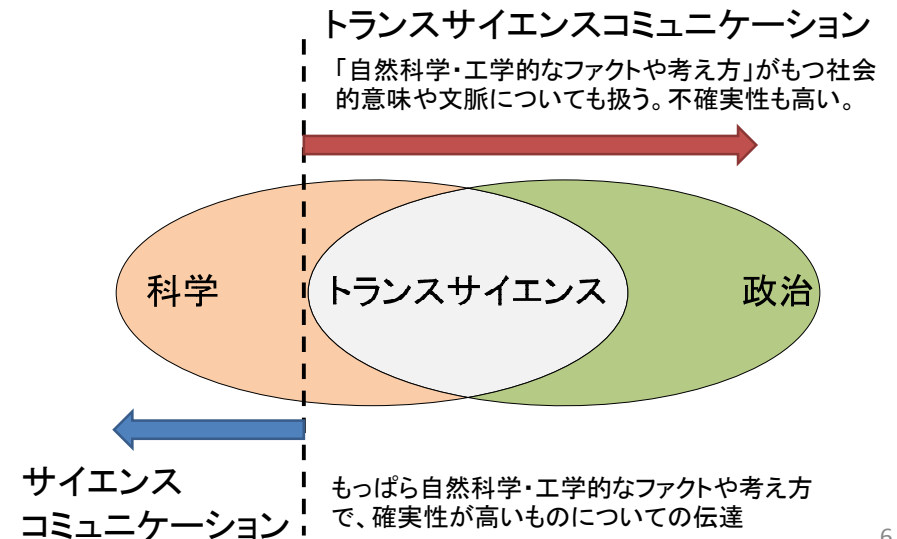 トランスサイエンスコミュニケーション
「自然科学・工学的なファクトや考え方」がもつ社会
的意味や文脈についても扱う。不確実性も高い。
科学
トランスサイエンス
政治
サイエンス
コミュニケーション
もっぱら自然科学・工学的なファクトや考え方
で、確実性が高いものについての伝達
6